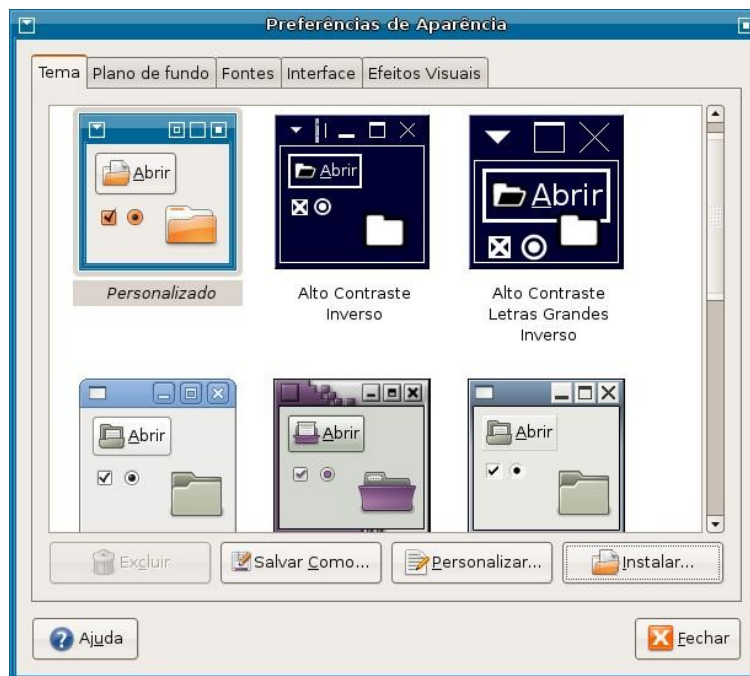 Preferências de Aparência
Tema Plano de fundo Fontes Interface Efeitos Visuais
Abrir Abrir Abrir
Personalizado
Alto Contraste
Inverso
Alto Contraste
Letras Grandes
Inverso
Abrir Abrir Abrir
Excluir Salvar Como... Personalizar... Instalar...
Ajuda Fechar